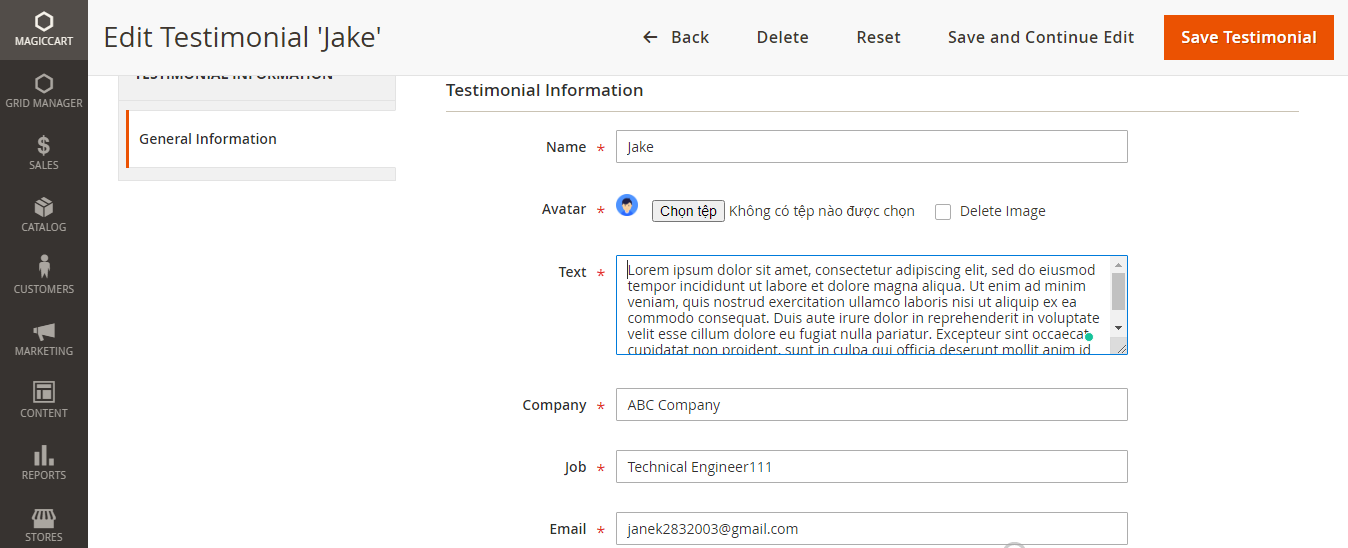 MAGICCART
GRID MANAGER
SALES
CATALOG
CUSTOMERS
MARKETING
CONTENT
REPORTS
STORES
Edit Testimonial 'Jake'
Back
Delete
Reset
Save and Continue Edit
Save Testimonial
TESTIMONIAL INFORMATION
General Information
Testimonial Information
Name *
Jake
Avatar *
Chọn tệp Không có tệp nào được chọn
Delete Image
Text *
Lorem ipsum dolor sit amet, consectetur adipiscing elit, sed do eiusmod
tempor incididunt ut labore et dolore magna aliqua. Ut enim ad minim
veniam, quis nostrud exercitation ullamco laboris nisi ut aliquip ex ea
commodo consequat. Duis aute irure dolor in reprehenderit in voluptate
velit esse cillum dolore eu fugiat nulla pariatur. Excepteur sint occaecat
cupidatat non proident, sunt in culpa qui officia deserunt mollit anim id
Company *
ABC Company
Job *
Technical Engineer111
Email *
janek2832003@gmail.com